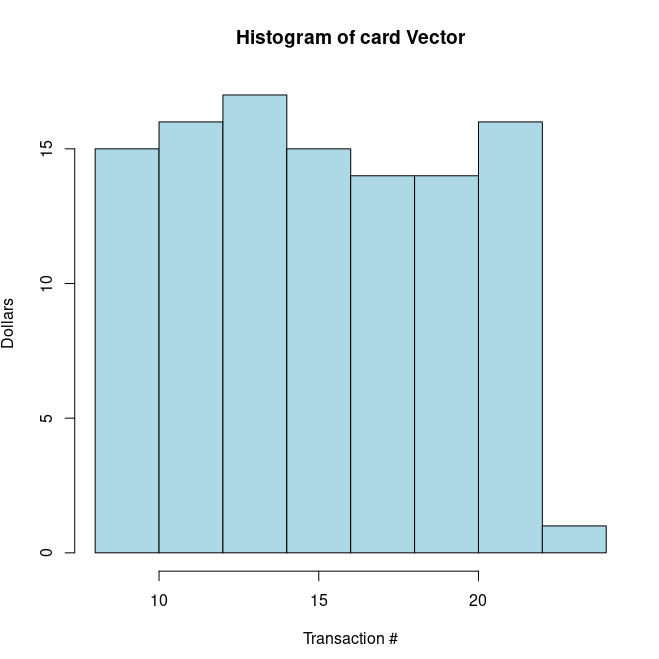 Histogram of card Vector
Dollars
15
10
5
0
10 15 20
Transaction #